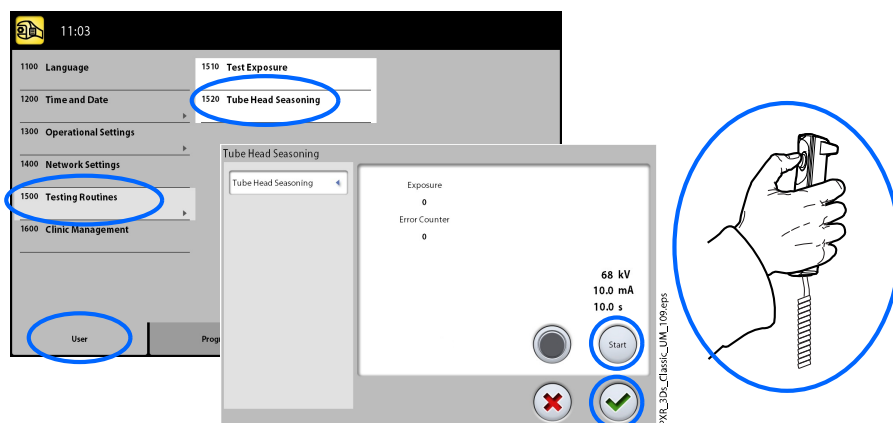 11:03
1100 Language
1200 Time and Date
1300 Operational Settings
1400 Network Settings
1500 Testing Routines
1600 Clinic Management
1510 Test Exposure
1520 Tube Head Seasoning
User
Tube Head Seasoning
Tube Head Seasoning
Exposure
0
Error Counter
0
68 kV
10.0 mA
10.0 s
Start
PXR_3Ds_Classic_UM_109.eps